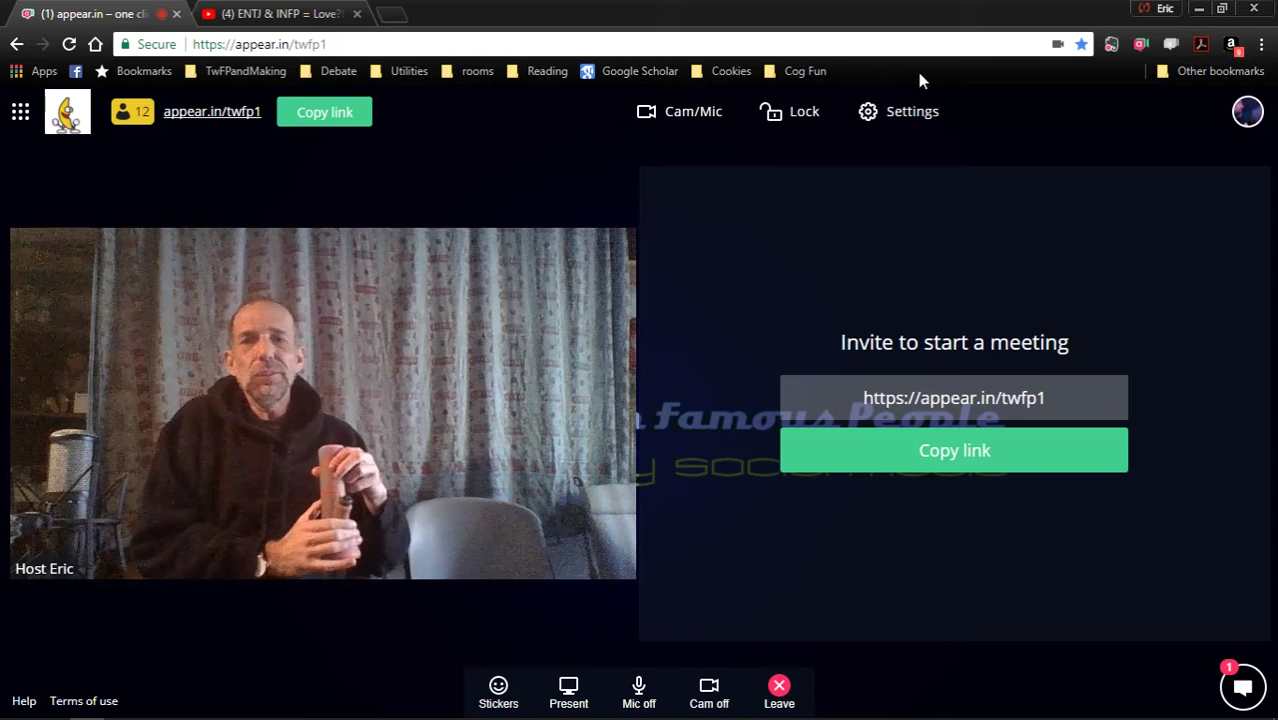 (1) appear.in – one cli
(4) ENTJ & INFP = Love?!
Eric
Secure
https://appear.in/twfp1
9
Apps
Bookmarks
TwFPandMaking
Debate
Utilities
rooms
Reading
Google Scholar
Cookies
Cog Fun
Other bookmarks
12
appear.in/twfp1
Copy link
Cam/Mic
Lock
Settings
Invite to start a meeting
https://appear.in/twfp1
Famous People
Copy link
Host Eric
Stickers
Present
Mic off
Cam off
Leave
Help
Terms of use
1